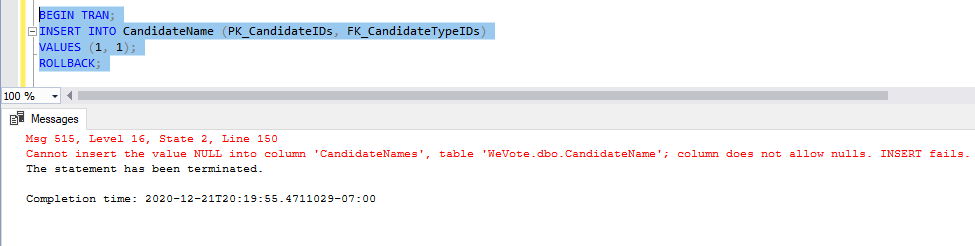 BEGIN TRAN;
INSERT INTO CandidateName (PK_CandidateIDs, FK_CandidateTypeIDs)
VALUES (1, 1);
ROLLBACK;
100 %
Messages
Msg 515, Level 16, State 2, Line 150
Cannot insert the value NULL into column 'CandidateNames', table 'WeVote.dbo.CandidateName'; column does not allow nulls. INSERT fails.
The statement has been terminated.
Completion time: 2020-12-21T20:19:55.4711029-07:00